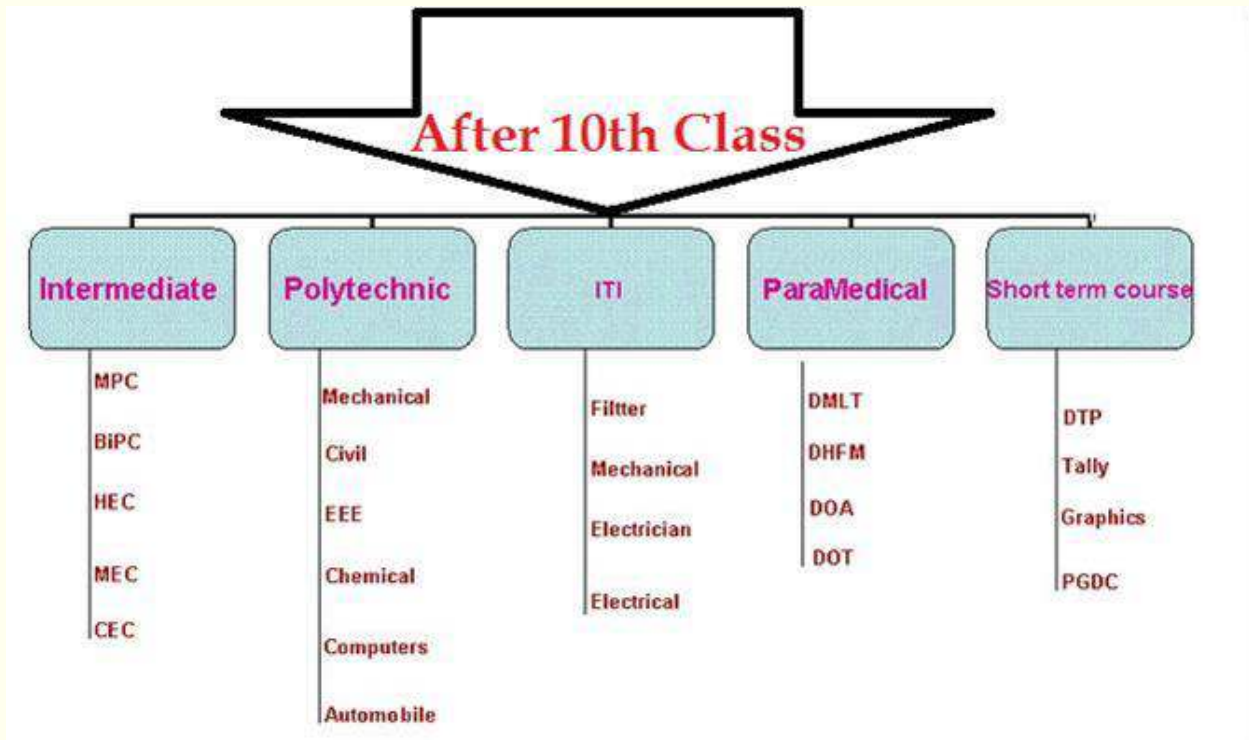 After 10th Class
Intermediate
MPC
BiPC
HEC
MEC
CEC
Polytechnic
Mechanical
Civil
EEE
Chemical
Computers
Automobile
ITI
Filtter
Mechanical
Electrician
Electrical
ParaMedical
DMLT
DHFM
DOA
DOT
Short term course
DTP
Tally
Graphics
PGDC